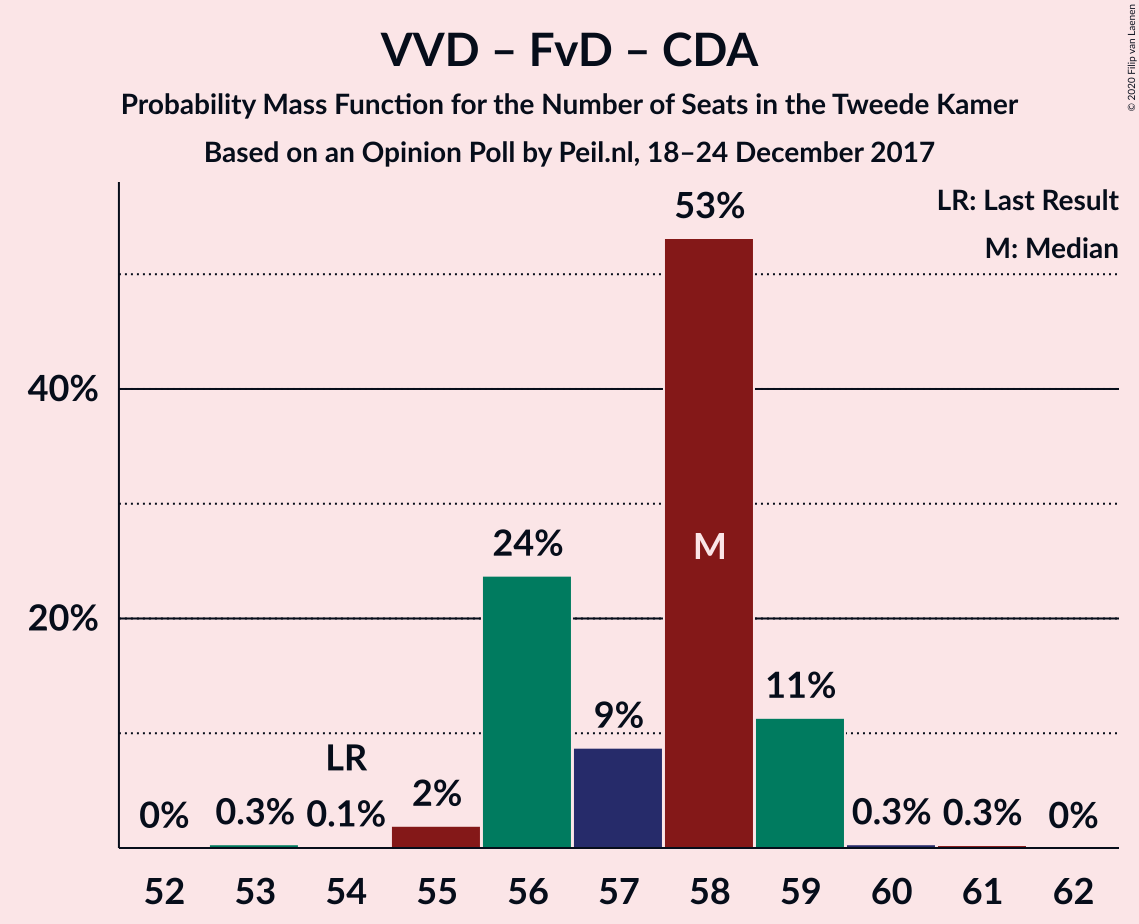 VVD – FvD – CDA
Probability Mass Function for the Number of Seats in the Tweede Kamer
Based on an Opinion Poll by Peil.nl, 18–24 December 2017
© 2020 Filip van Laenen
LR: Last Result
M: Median
53%
40%
M
24%
20%
11%
9%
LR
2%
0% 0.3% 0.1% 0.3% 0.3% 0%
52 53 54 55 56 57 58 59 60 61 62